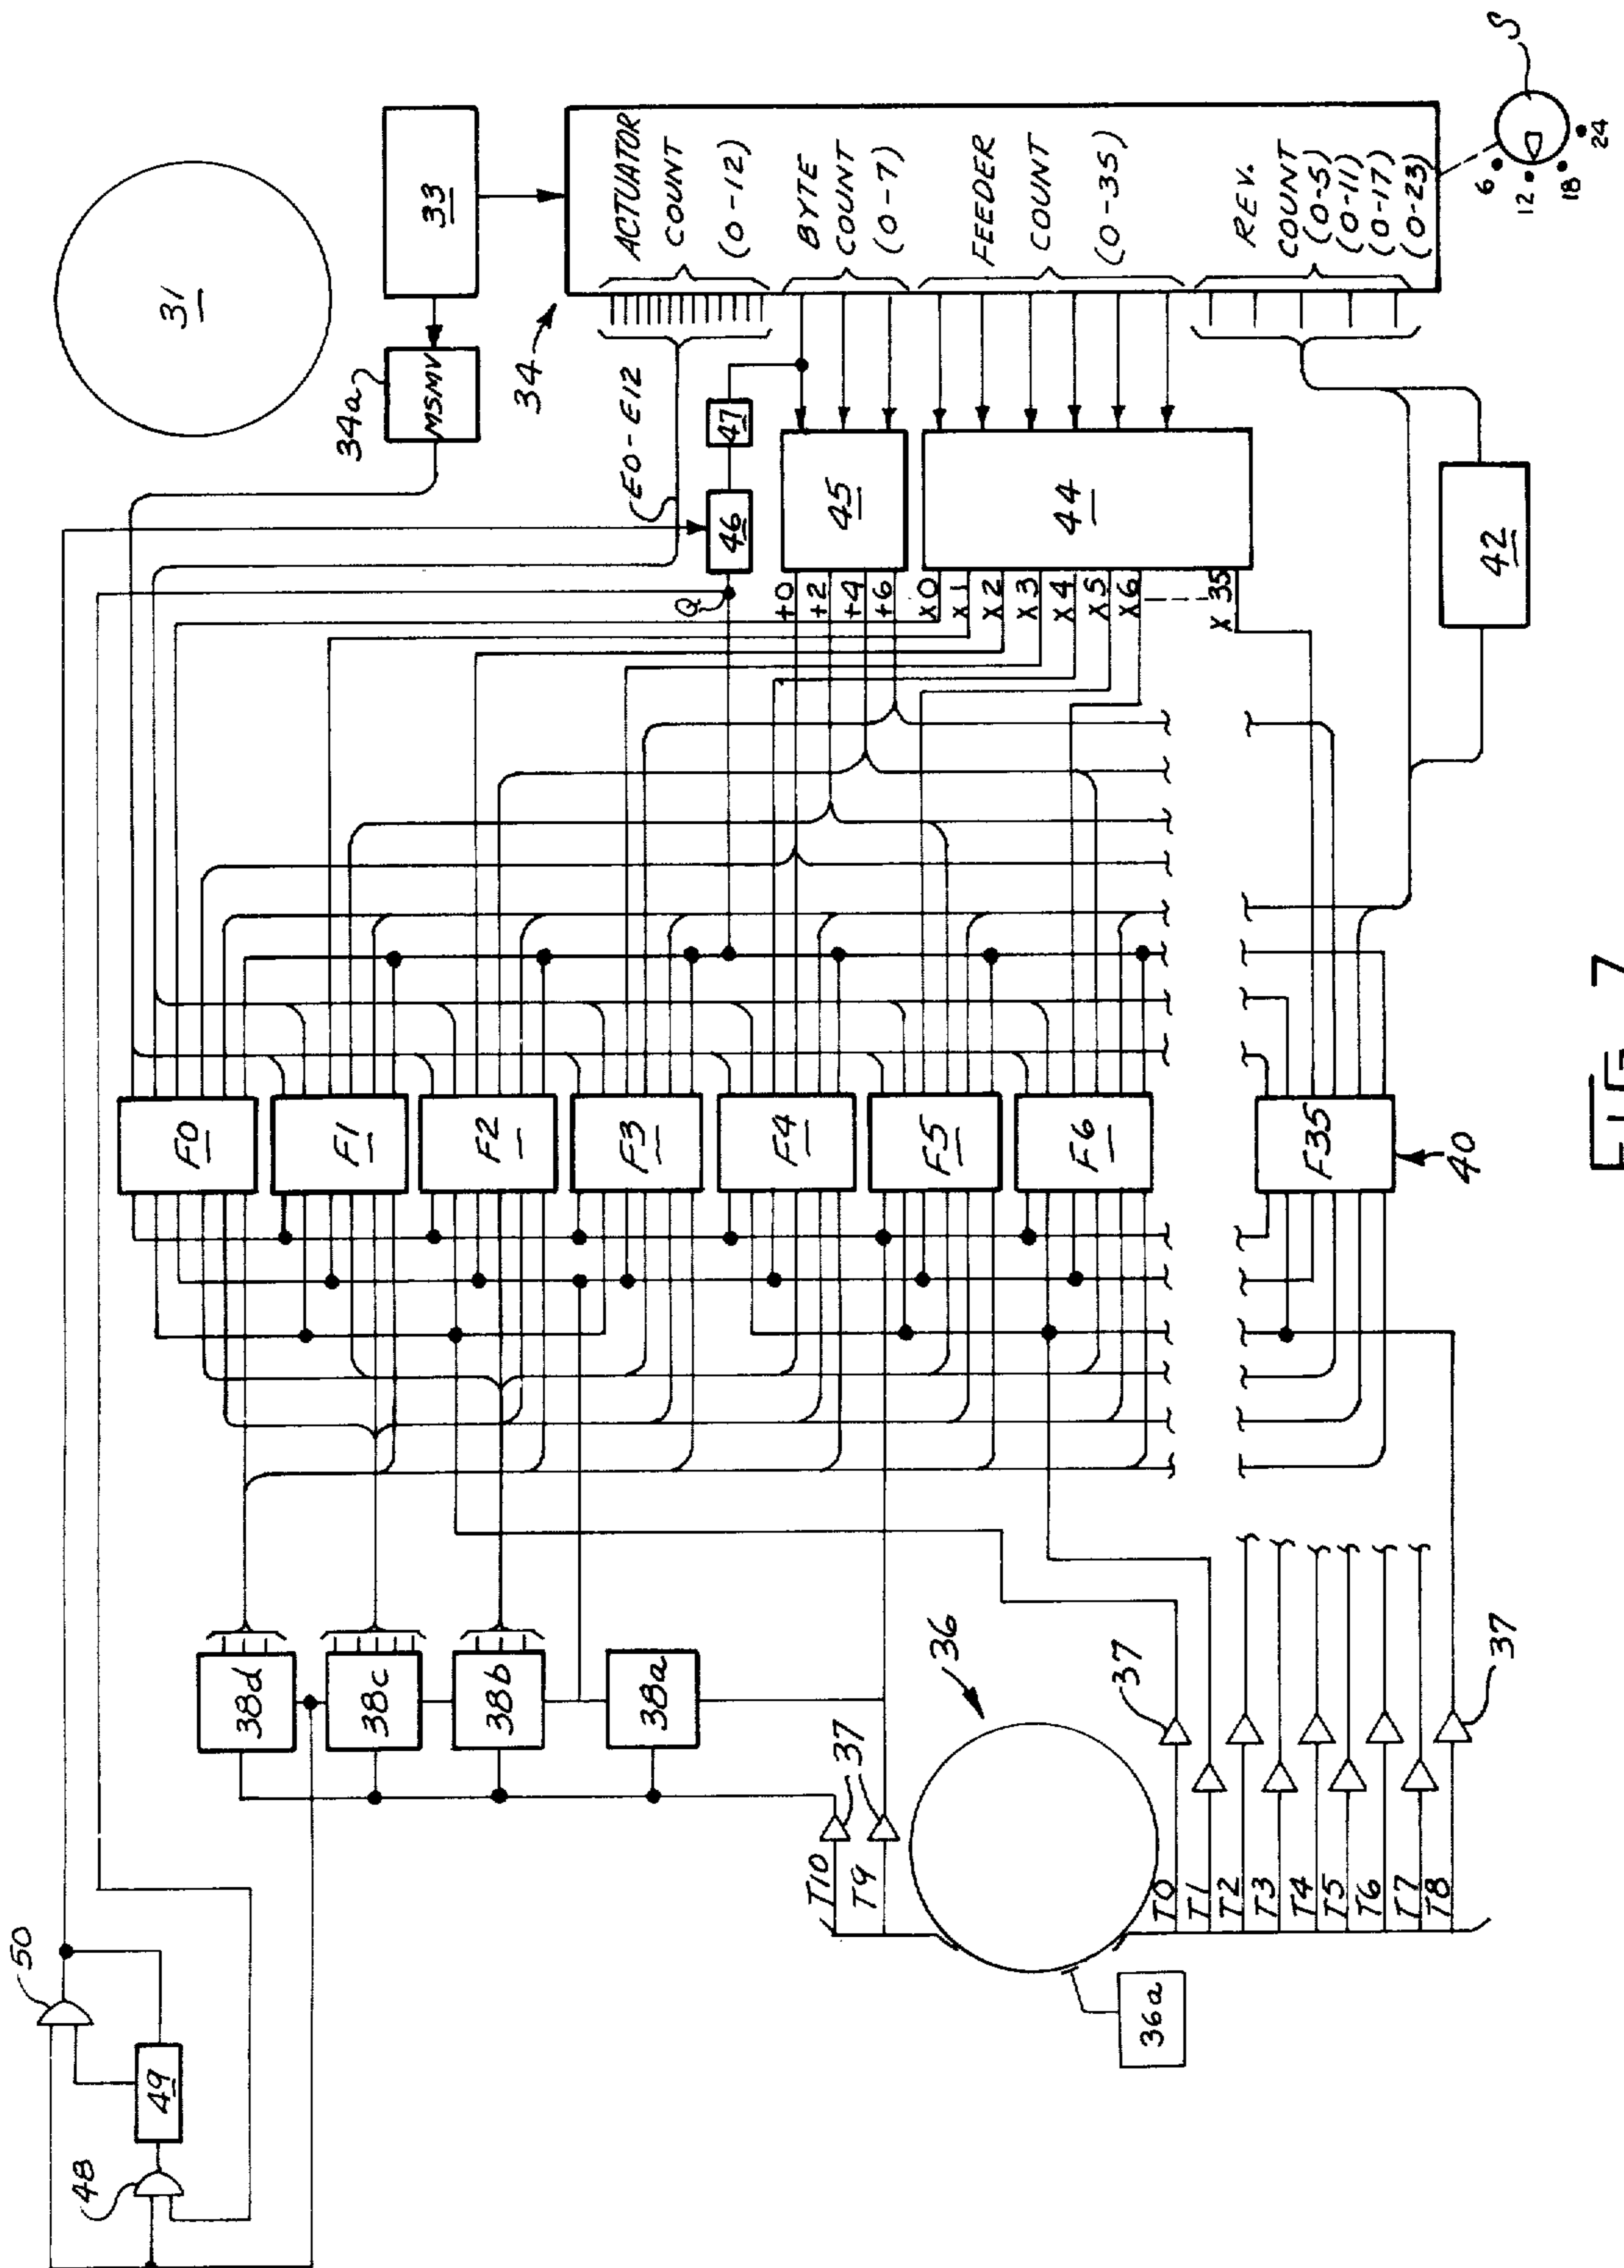 31
33
34a
MSMV
34
ACTUATOR
COUNT
(0-12)
BYTE
COUNT
(0-7)
FEEDER
COUNT
(0-35)
REV.
COUNT
(0-5)
(0-11)
(0-17)
(0-23)
S
6
12
18
24
E0-E12
47
46
Q
45
44
42
+0
+2
+4
+6
X0
X1
X2
X3
X4
X5
X6
X35
F0
F1
F2
F3
F4
F5
F6
F35
40
38d
38c
38b
38a
37
36
37
37
T10
T9
T0
T1
T2
T3
T4
T5
T6
T7
T8
36a
50
49
48
FIG. 7